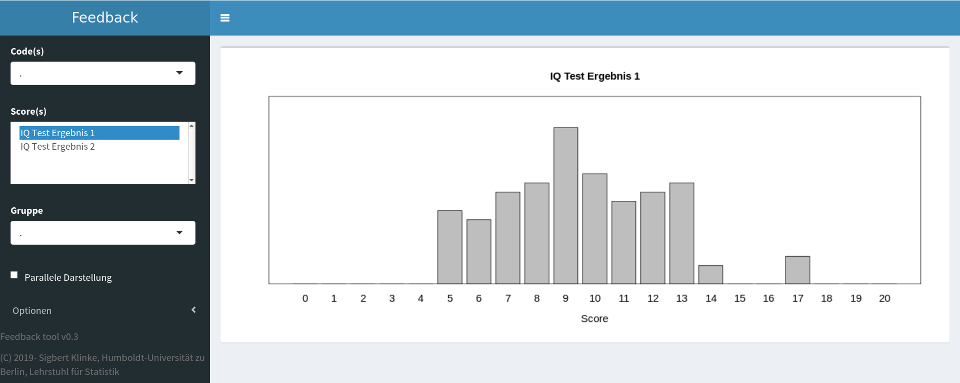 Feedback
Code(s)
.
Score(s)
IQ Test Ergebnis 1
IQ Test Ergebnis 2
Gruppe
.
Parallele Darstellung
Optionen
Feedback tool v0.3
(C) 2019- Sigbert Klinke, Humboldt-Universität zu
Berlin, Lehrstuhl für Statistik
IQ Test Ergebnis 1
0 1 2 3 4 5 6 7 8 9 10 11 12 13 14 15 16 17 18 19 20
Score